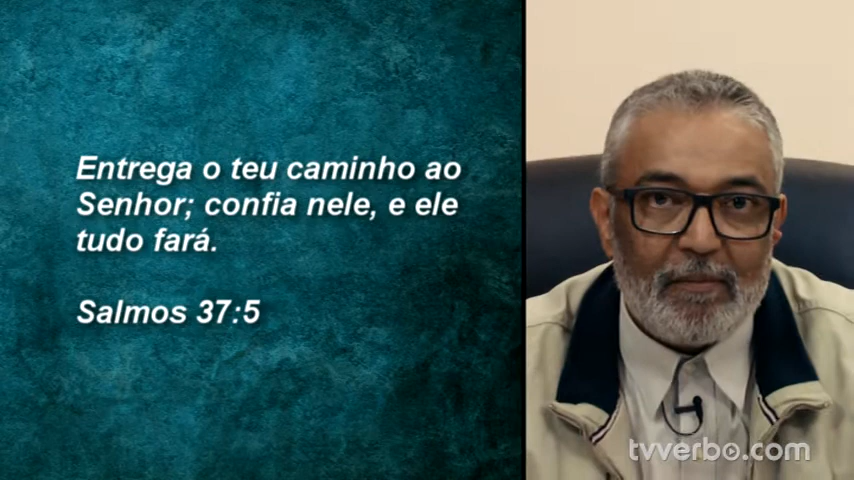 Entrega o teu caminho ao
Senhor; confia nele, e ele
tudo fará.
Salmos 37:5
tvverbo.com